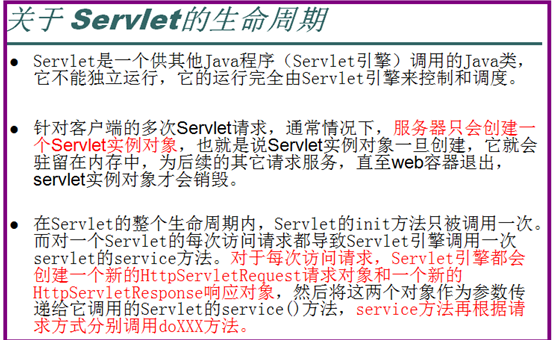 关于 Servlet的生命周期
● Servlet是一个供其他Java程序（Servlet引擎）调用的Java类，
它不能独立运行，它的运行完全由Servlet引擎来控制和调度。
● 针对客户端的多次Servlet请求，通常情况下，服务器只会创建一
个Servlet实例对象，也就是说Servlet实例对象一旦创建，它就会
驻留在内存中，为后续的其它请求服务，直至web容器退出，
servlet实例对象才会销毁。
● 在Servlet的整个生命周期内，Servlet的init方法只被调用一次。
而对一个Servlet的每次访问请求都导致Servlet引擎调用一次
servlet的service方法。对于每次访问请求，Servlet引擎都会
创建一个新的HttpServletRequest请求对象和一个新的
HttpServletResponse响应对象，然后将这两个对象作为参数传
递给它调用的Servlet的service()方法，service方法再根据请
求方式分别调用doXXX方法。